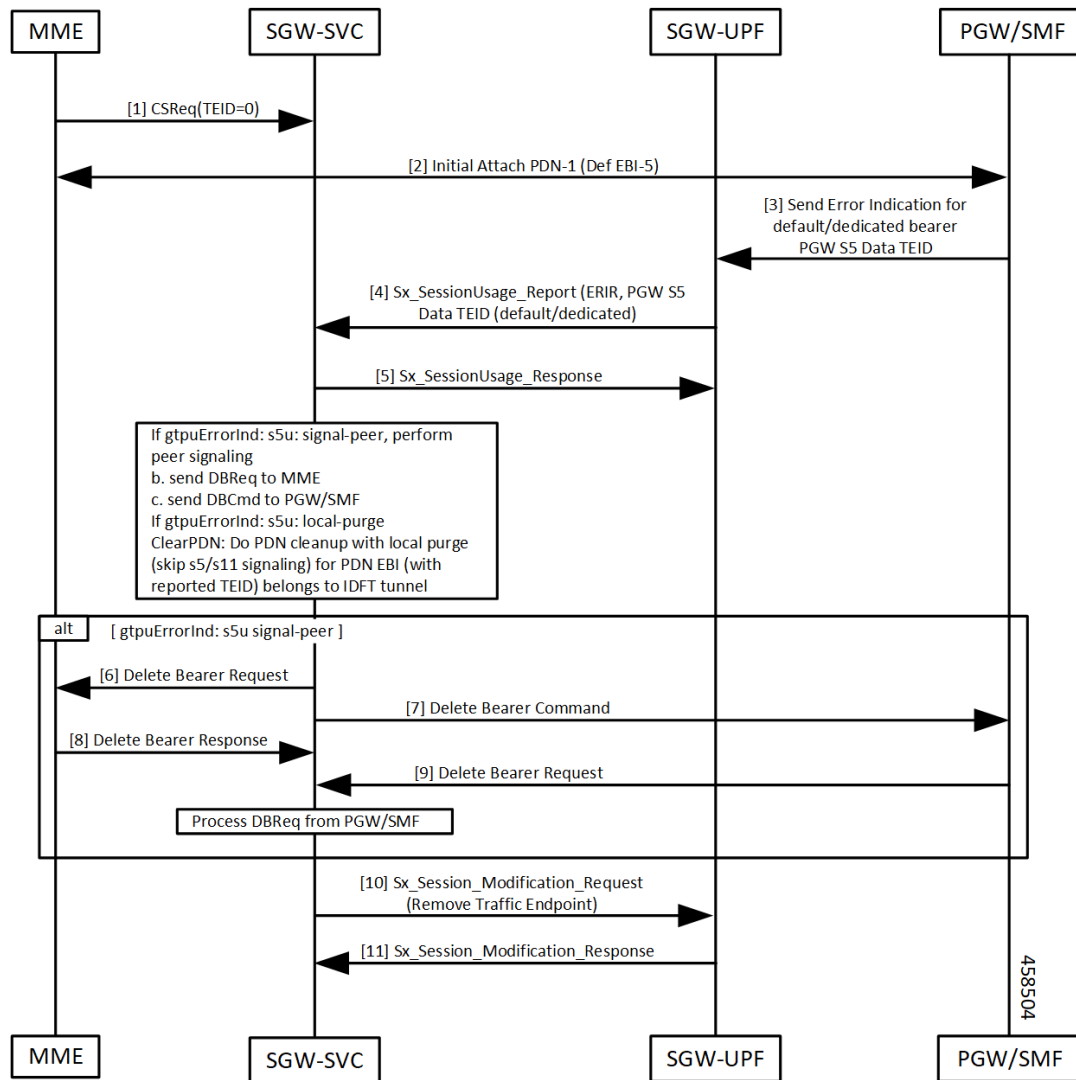 MME
SGW-SVC
SGW-UPF
PGW/SMF
[1] CSReq(TEID=0)
[2] Initial Attach PDN-1 (Def EBI-5)
[3] Send Error Indication for
default/dedicated bearer
PGW S5 Data TEID
[4] Sx_SessionUsage_Report (ERIR, PGW S5
Data TEID (default/dedicated)
[5] Sx_SessionUsage_Response
If gtpuErrorInd: s5u: signal-peer, perform
peer signaling
b. send DBReq to MME
c. send DBCmd to PGW/SMF
If gtpuErrorInd: s5u: local-purge
ClearPDN: Do PDN cleanup with local purge
(skip s5/s11 signaling) for PDN EBI (with
reported TEID) belongs to IDFT tunnel
alt
[ gtpuErrorInd: s5u signal-peer ]
[6] Delete Bearer Request
[7] Delete Bearer Command
[8] Delete Bearer Response
[9] Delete Bearer Request
Process DBReq from PGW/SMF
[10] Sx_Session_Modification_Request
(Remove Traffic Endpoint)
[11] Sx_Session_Modification_Response
458504
MME
SGW-SVC
SGW-UPF
PGW/SMF